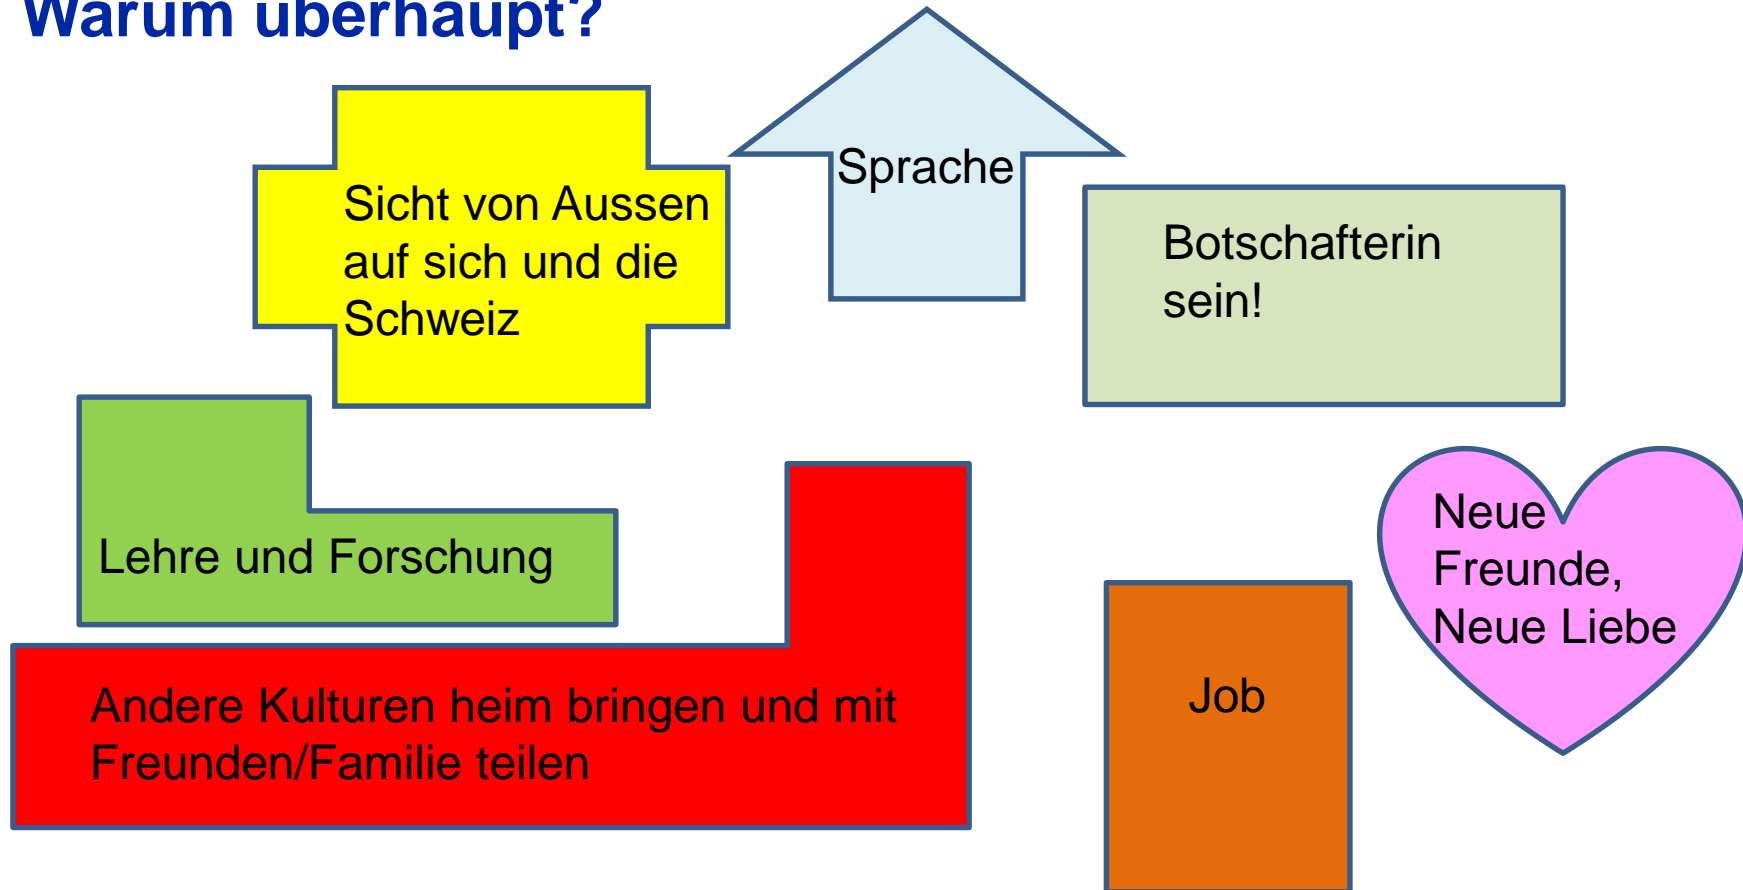 Warum überhaupt?
Sprache
Sicht von Aussen
auf sich und die
Schweiz
Botschafterin
sein!
Lehre und Forschung
Neue
Freunde,
Neue Liebe
Andere Kulturen heim bringen und mit
Freunden/Familie teilen
Job